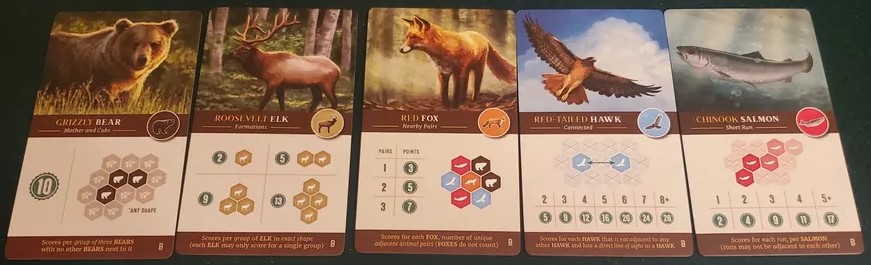 GRIZZLY BEAR
Mother and Cubs
10
*ANY SHAPE
Scores per group of three BEARS
with no other BEARS next to it
B
ROOSEVELT ELK
Formations
2
5
9
13
Scores per group of ELK in exact shape
(each ELK may only score for a single group)
B
RED FOX
Nearby Pairs
PAIRS POINTS
1 3
2 5
3 7
Scores for each FOX, number of unique
adjacent animal pairs (FOXES do not count)
B
RED-TAILED HAWK
Connected
2 3 4 5 6 7 8+
5 9 12 16 20 24 28
Scores for each HAWK that is not adjacent to any
other HAWK and has a direct line of sight to a HAWK
B
CHINOOK SALMON
Short Run
1 2 3 4 5+
2 4 9 11 17
Scores for each run, per SALMON
(runs may not be adjacent to each other)
B